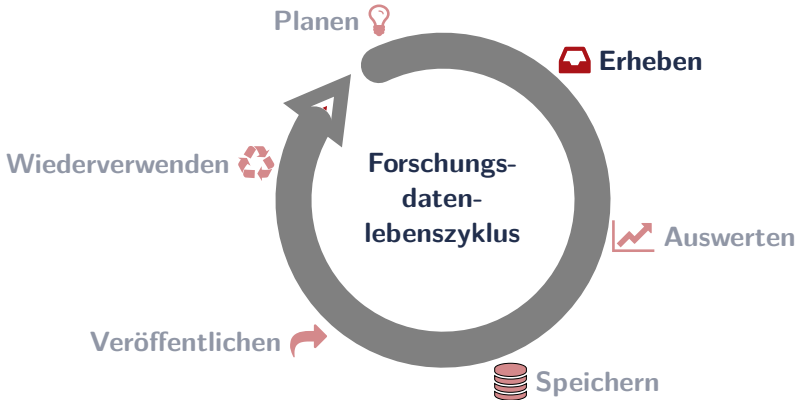 Planen
Erheben
Wiederverwenden
Forschungs-
daten-
lebenszyklus
Auswerten
Veröffentlichen
Speichern